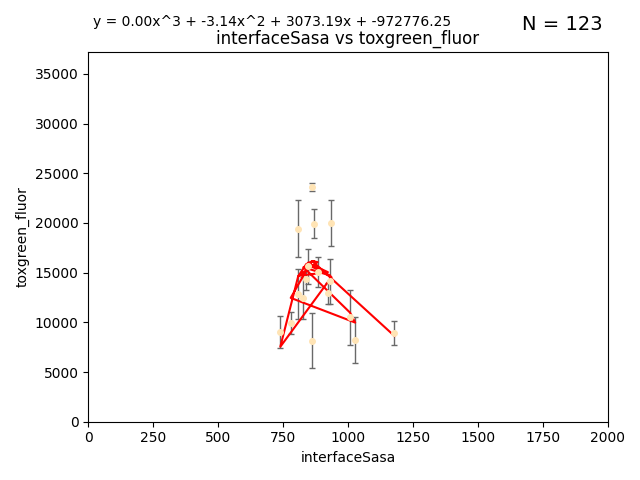 y = 0.00x^3 + -3.14x^2 + 3073.19x + -972776.25
N = 123
interfaceSasa vs toxgreen_fluor
35000
30000
25000
20000
15000
10000
5000
0
toxgreen_fluor
0 250 500 750 1000 1250 1500 1750 2000
interfaceSasa